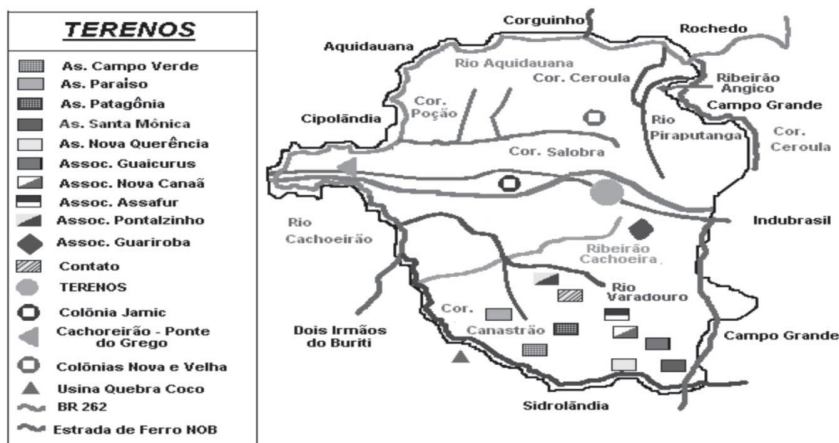 TERENOS
As. Campo Verde
As. Paraíso
As. Patagônia
As. Santa Mônica
As. Nova Querência
Assoc. Guaicurus
Assoc. Nova Canaã
Assoc. Assafur
Assoc. Pontalzinho
Assoc. Guariroba
Contato
TERENOS
Colônia Jamic
Cachoreirão - Ponte
do Grego
Colônias Nova e Velha
Usina Quebra Coco
BR 262
Estrada de Ferro NOB
Corguinho
Rochedo
Aquidauana
Rio Aquidauana
Cor. Ceroula
Ribeirão
Angico
Campo Grande
Cipolândia
Cor.
Poção
Rio
Piraputanga
Cor.
Ceroula
Cor. Salobra
Indubrasil
Rio
Cachoeirão
Ribeirão
Cachoeira
Rio
Varadouro
Dois Irmãos
do Buriti
Cor.
Canastrão
Campo Grande
Sidrolândia